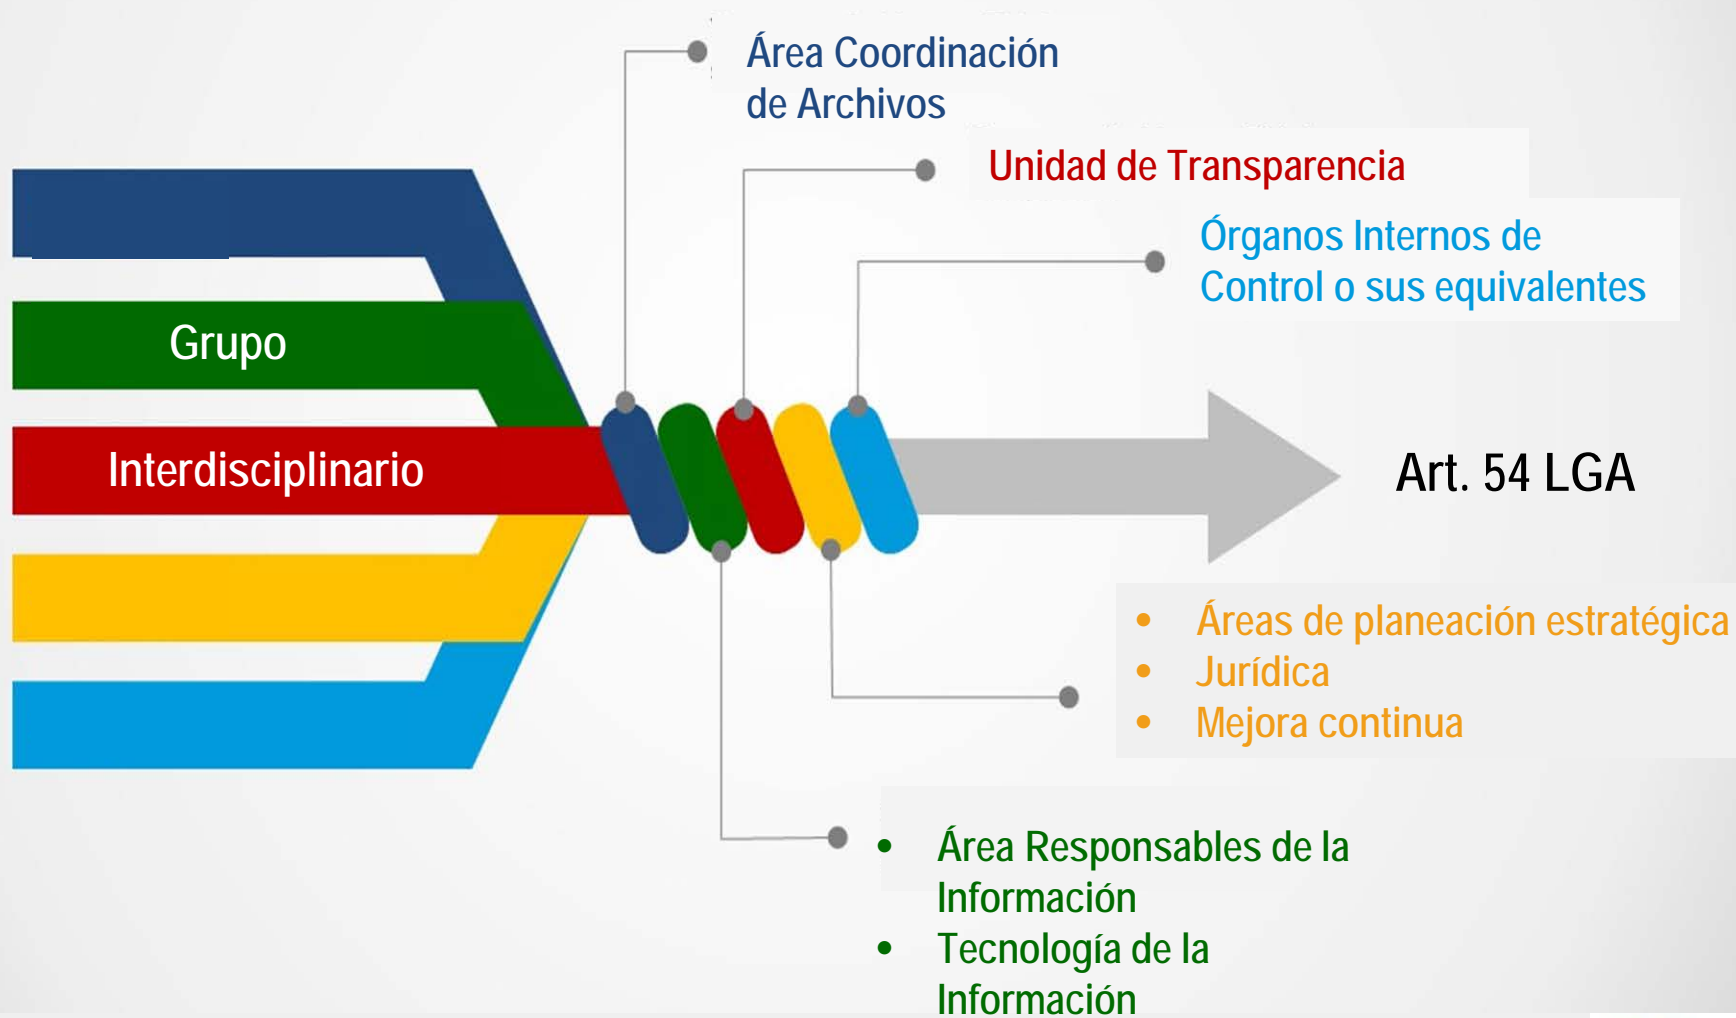 Área Coordinación
de Archivos
Unidad de Transparencia
Órganos Internos de
Control o sus equivalentes
Grupo
Interdisciplinario
Art. 54 LGA
• Áreas de planeación estratégica
• Jurídica
• Mejora continua
• Área Responsables de la
Información
• Tecnología de la
Información